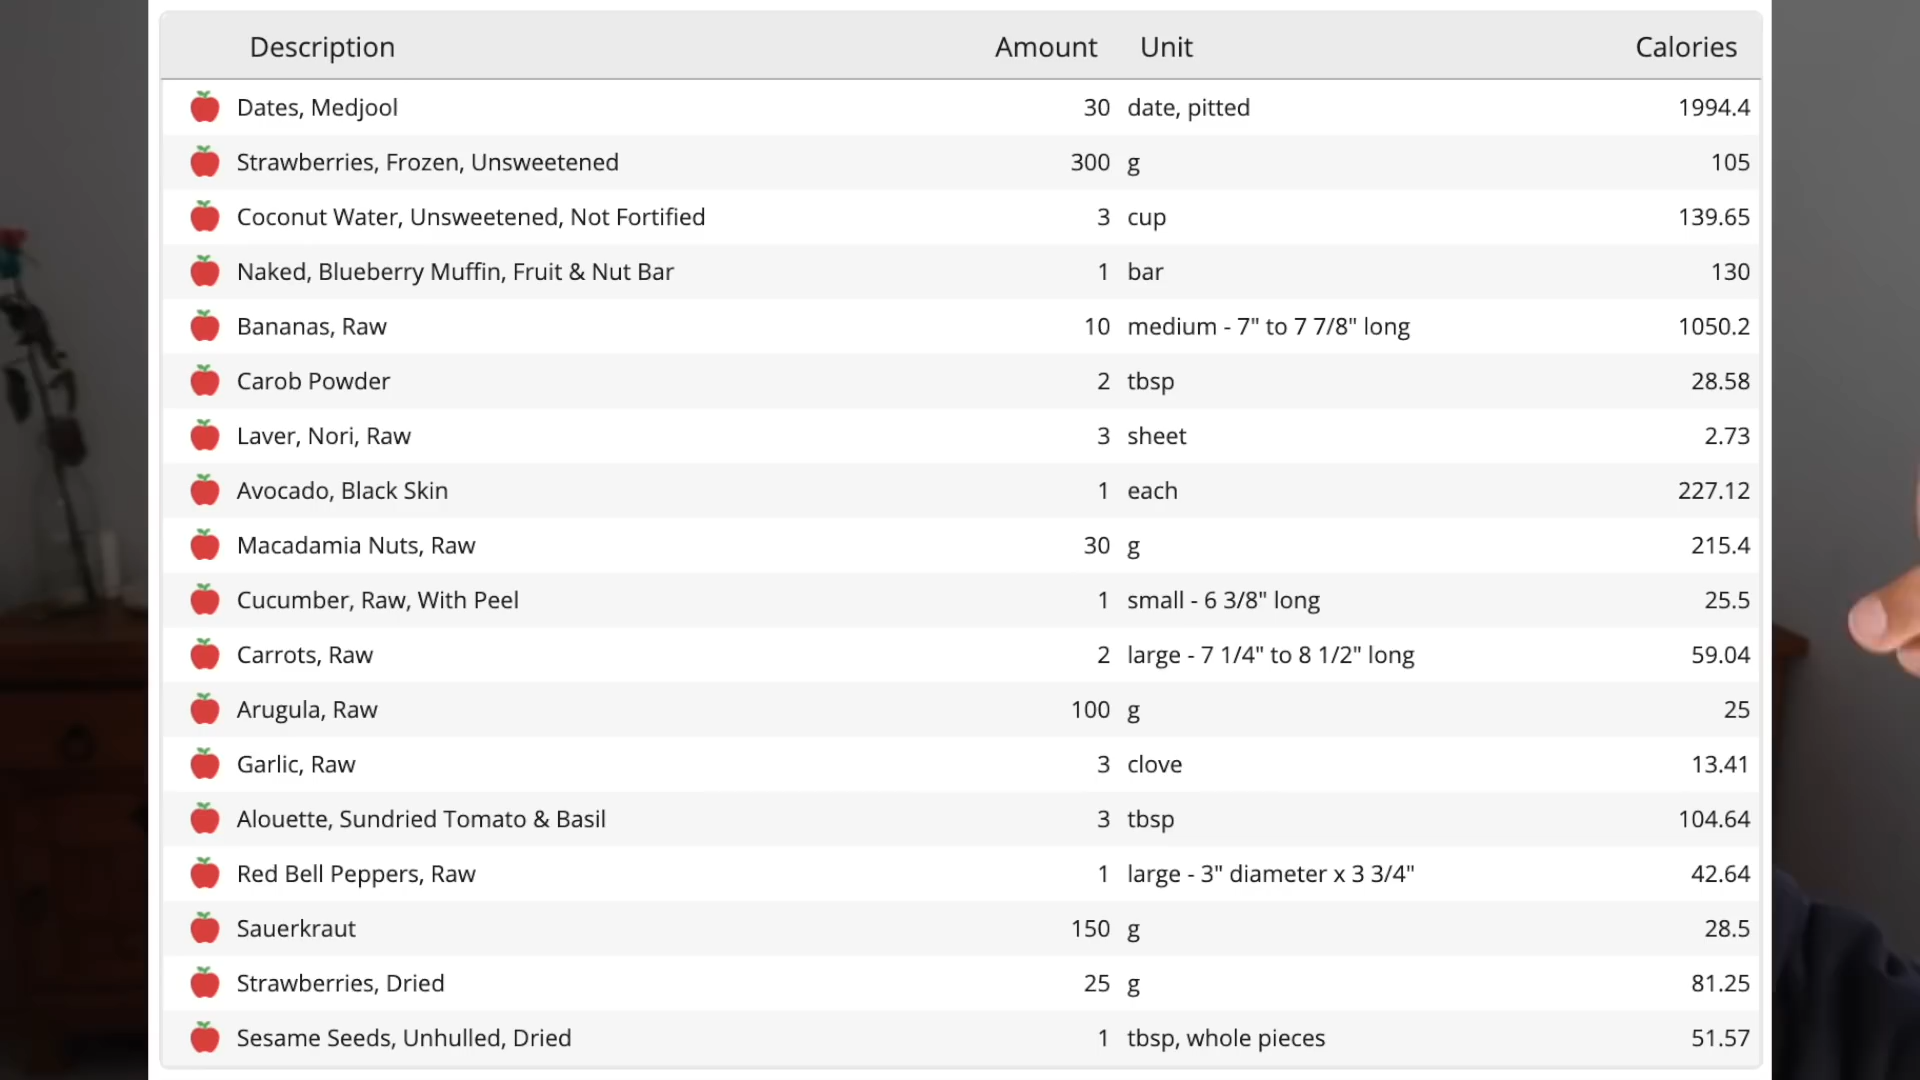 Description Amount Unit Calories
Dates, Medjool 30 date, pitted 1994.4
Strawberries, Frozen, Unsweetened 300 g 105
Coconut Water, Unsweetened, Not Fortified 3 cup 139.65
Naked, Blueberry Muffin, Fruit & Nut Bar 1 bar 130
Bananas, Raw 10 medium - 7" to 7 7/8" long 1050.2
Carob Powder 2 tbsp 28.58
Laver, Nori, Raw 3 sheet 2.73
Avocado, Black Skin 1 each 227.12
Macadamia Nuts, Raw 30 g 215.4
Cucumber, Raw, With Peel 1 small - 6 3/8" long 25.5
Carrots, Raw 2 large - 7 1/4" to 8 1/2" long 59.04
Arugula, Raw 100 g 25
Garlic, Raw 3 clove 13.41
Alouette, Sundried Tomato & Basil 3 tbsp 104.64
Red Bell Peppers, Raw 1 large - 3" diameter x 3 3/4" 42.64
Sauerkraut 150 g 28.5
Strawberries, Dried 25 g 81.25
Sesame Seeds, Unhulled, Dried 1 tbsp, whole pieces 51.57